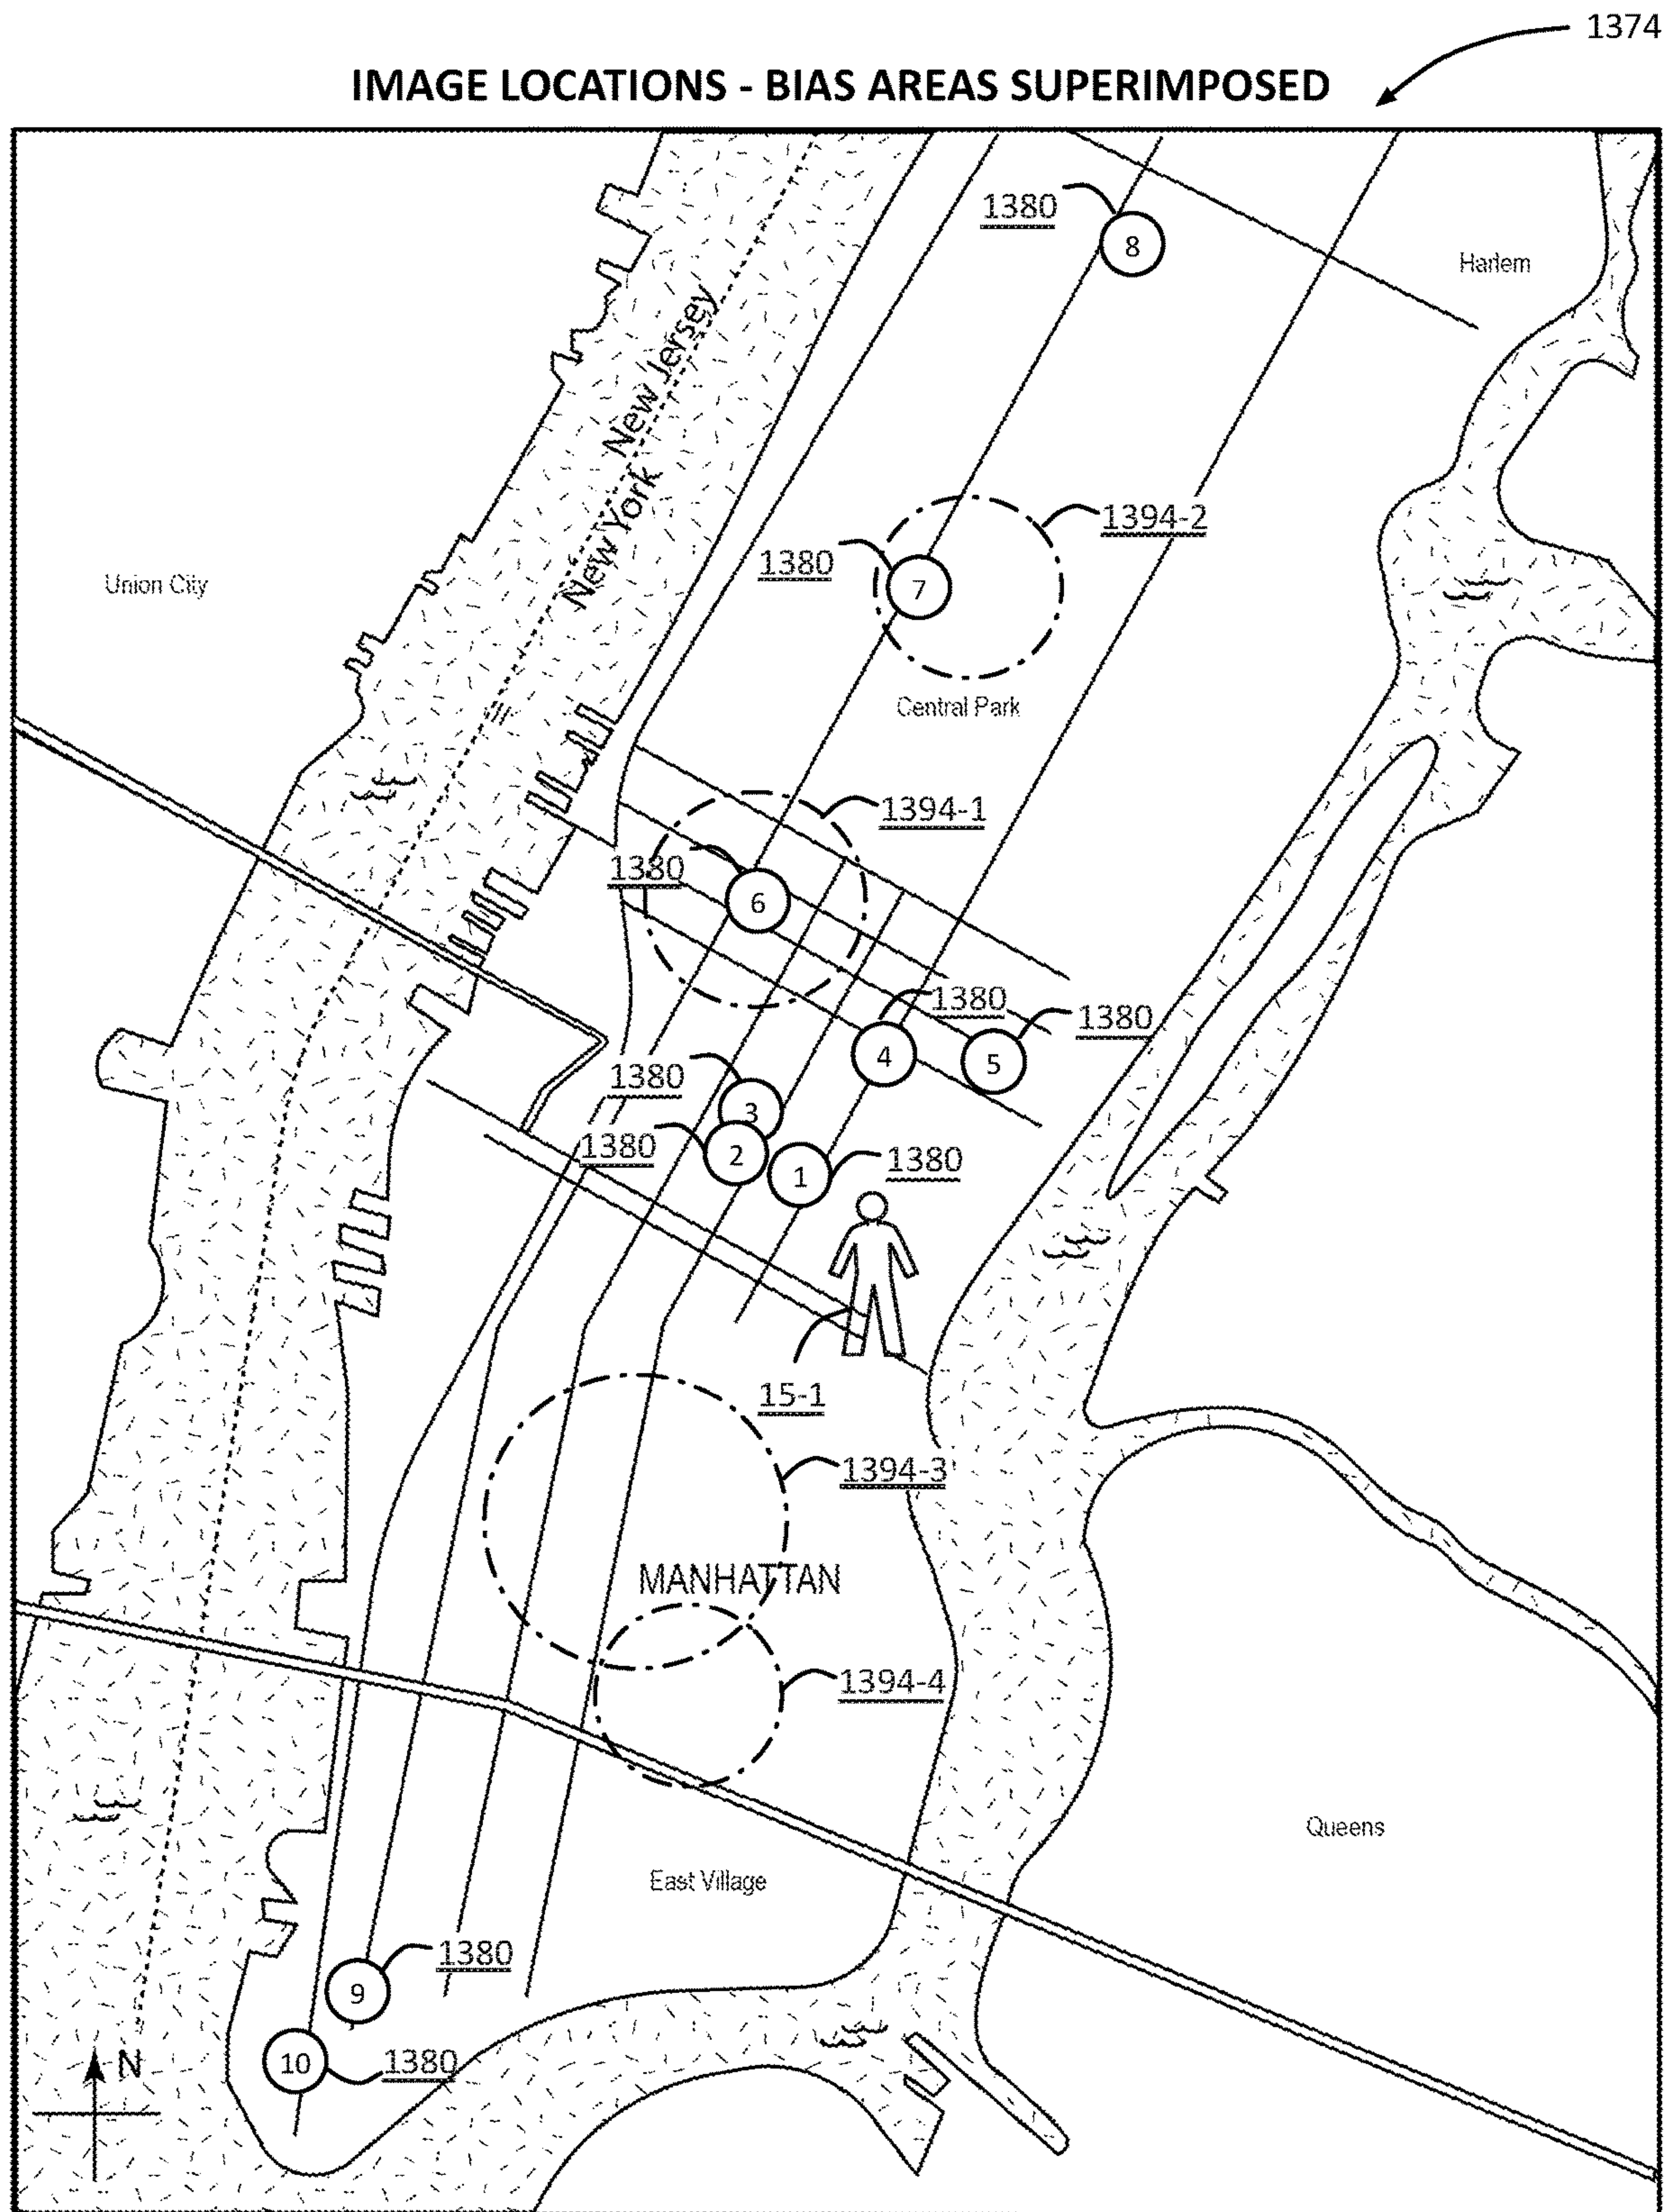 1374
IMAGE LOCATIONS - BIAS AREAS SUPERIMPOSED
1380
8
Harlem
New Jersey
New York
1394-2
1380
7
Union City
Central Park
1394-1
1380
6
1380
4
1380
5
1380
3
1380
2
1380
1
15-1
1394-3
MANHATTAN
1394-4
Queens
East Village
1380
9
N
10
1380